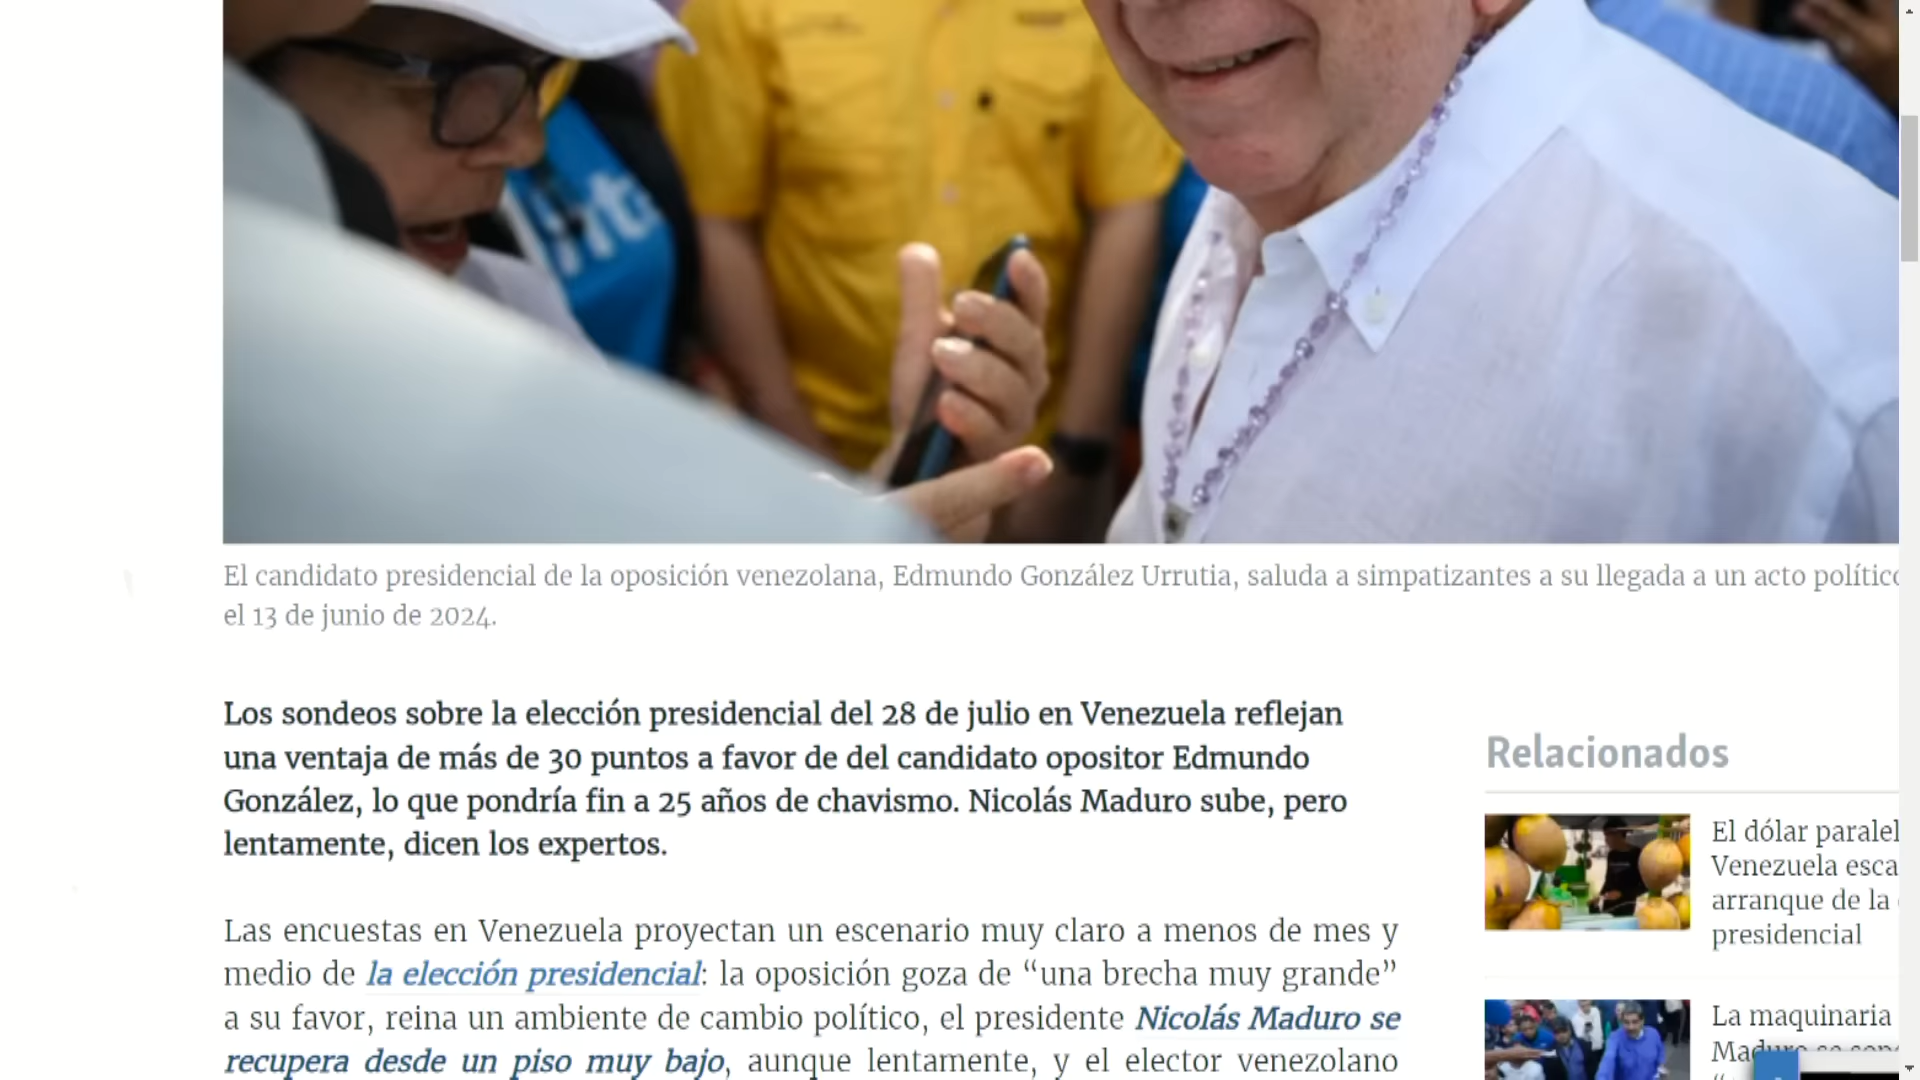 El candidato presidencial de la oposición venezolana, Edmundo González Urrutia, saluda a simpatizantes a su llegada a un acto político
el 13 de junio de 2024.
Los sondeos sobre la elección presidencial del 28 de julio en Venezuela reflejan
una ventaja de más de 30 puntos a favor de del candidato opositor Edmundo
González, lo que pondría fin a 25 años de chavismo. Nicolás Maduro sube, pero
lentamente, dicen los expertos.
Las encuestas en Venezuela proyectan un escenario muy claro a menos de mes y
medio de la elección presidencial: la oposición goza de “una brecha muy grande”
a su favor, reina un ambiente de cambio político, el presidente Nicolás Maduro se
recupera desde un piso muy bajo, aunque lentamente, y el elector venezolano
Relacionados
El dólar paralel
Venezuela esca
arranque de la
presidencial
La maquinaria
Maduro se